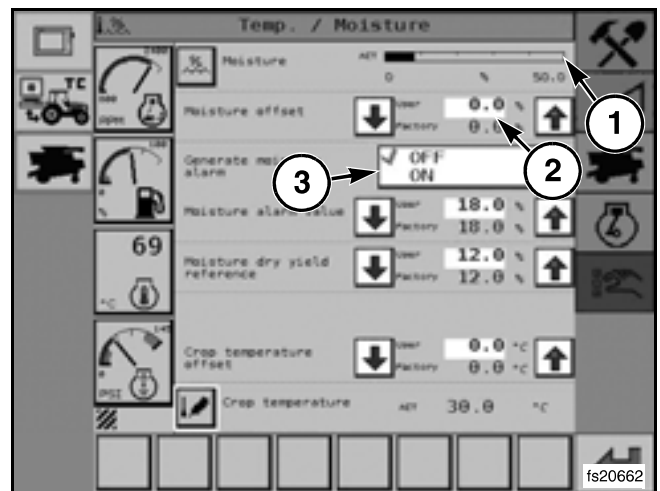 Temp. / Moisture
Moisture
ACT
0 % 50.0
TC
RPM
Moisture offset
User 0.0 %
Factory 0.0 %
1
2
3
Generate
alarm
OFF
ON
Moisture alarm value
User 18.0 %
Factory 18.0 %
69
°C
Moisture dry yield
reference
User 12.0 %
Factory 12.0 %
PSI
Crop temperature
offset
User 0.0 °C
Factory 0.0 °C
Crop temperature
ACT 30.0 °C
fs20662